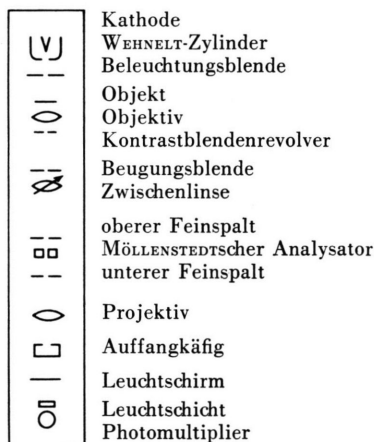 Kathode
WEHNELT-Zylinder
Beleuchtungsblende
Objekt
Objektiv
Kontrastblendenrevolver
Beugungsblende
Zwischenlinse
oberer Feinspalt
MÖLLENSTEDTscher Analysator
unterer Feinspalt
Projektiv
Auffangkäfig
Leuchtschirm
Leuchtschicht
Photomultiplier